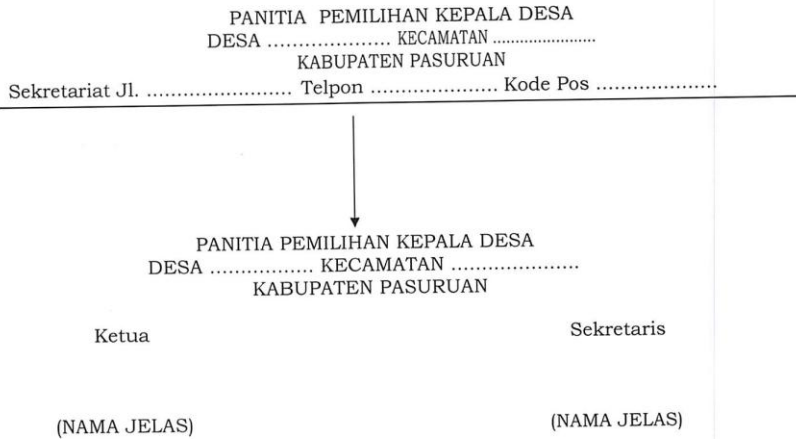 PANITIA PEMILIHAN KEPALA DESA
DESA .................... KECAMATAN ........................
KABUPATEN PASURUAN
Sekretariat Jl. ........................ Telpon ..................... Kode Pos ....................
PANITIA PEMILIHAN KEPALA DESA
DESA ................. KECAMATAN .....................
KABUPATEN PASURUAN
Ketua Sekretaris
(NAMA JELAS) (NAMA JELAS)